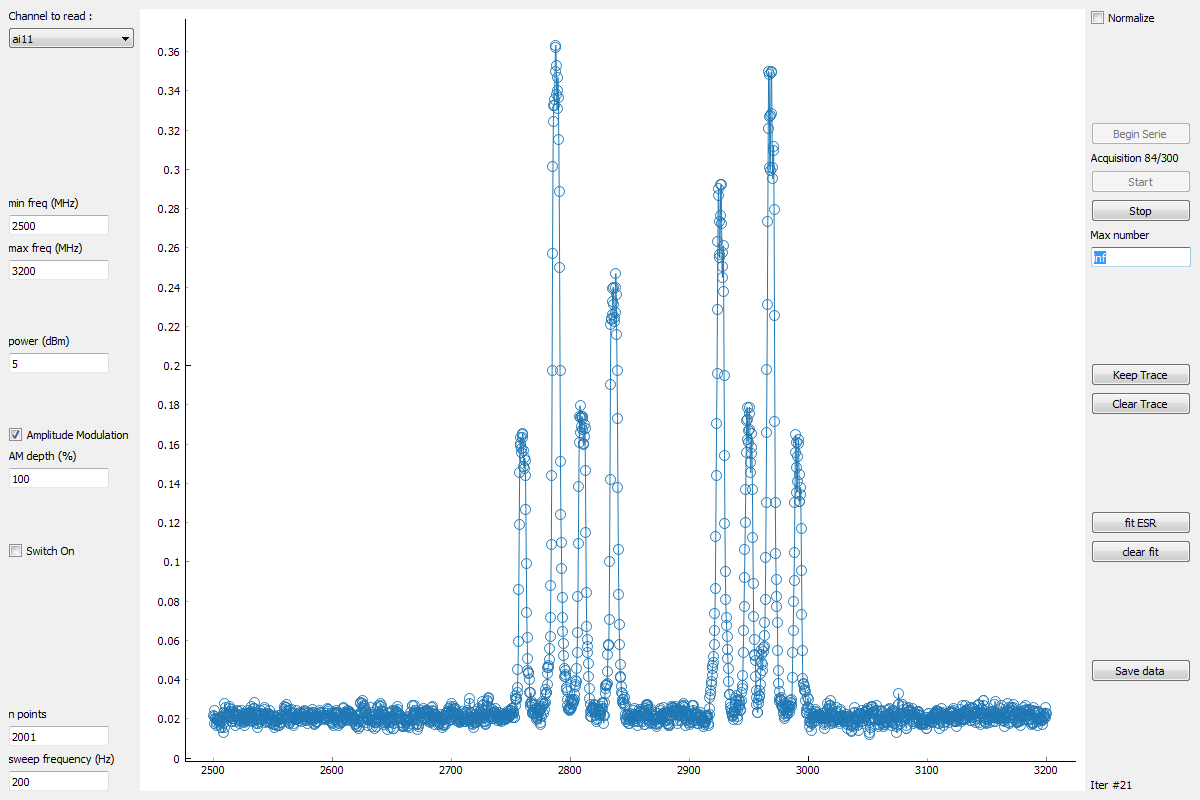 Channel to read :
ai11
min freq (MHz)
2500
max freq (MHz)
3200
power (dBm)
5
Amplitude Modulation
AM depth (%)
100
Switch On
n points
2001
sweep frequency (Hz)
200
0.36
0.34
0.32
0.3
0.28
0.26
0.24
0.22
0.2
0.18
0.16
0.14
0.12
0.1
0.08
0.06
0.04
0.02
0
2500 2600 2700 2800 2900 3000 3100 3200
Normalize
Begin Serie
Acquisition 84/300
Start
Stop
Max number
inf
Keep Trace
Clear Trace
fit ESR
clear fit
Save data
Iter #21